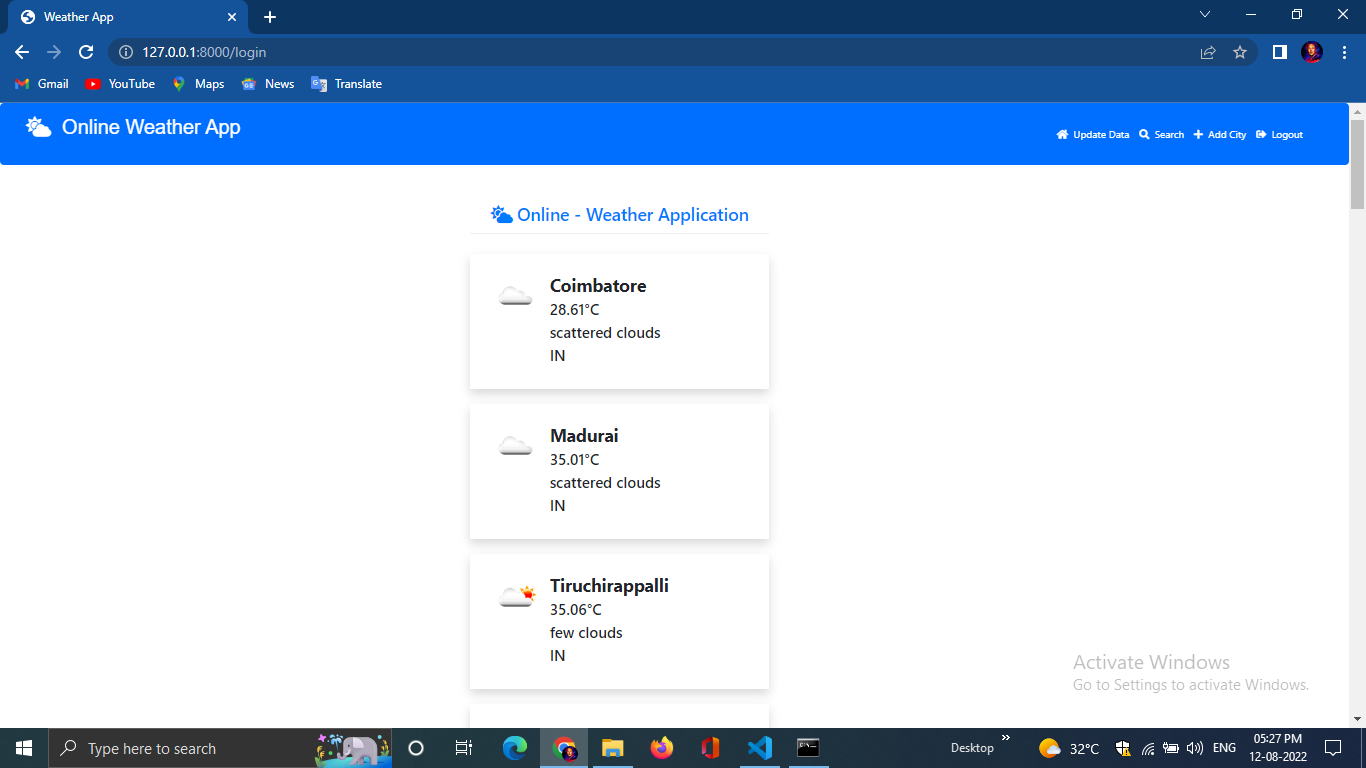 Weather App
127.0.0.1:8000/login
Gmail YouTube Maps News Translate
Online Weather App
Update Data Search Add City Logout
Online - Weather Application
Coimbatore
28.61°C
scattered clouds
IN
Madurai
35.01°C
scattered clouds
IN
Tiruchirappalli
35.06°C
few clouds
IN
Activate Windows
Go to Settings to activate Windows.
Type here to search
Desktop
32°C
ENG
05:27 PM
12-08-2022